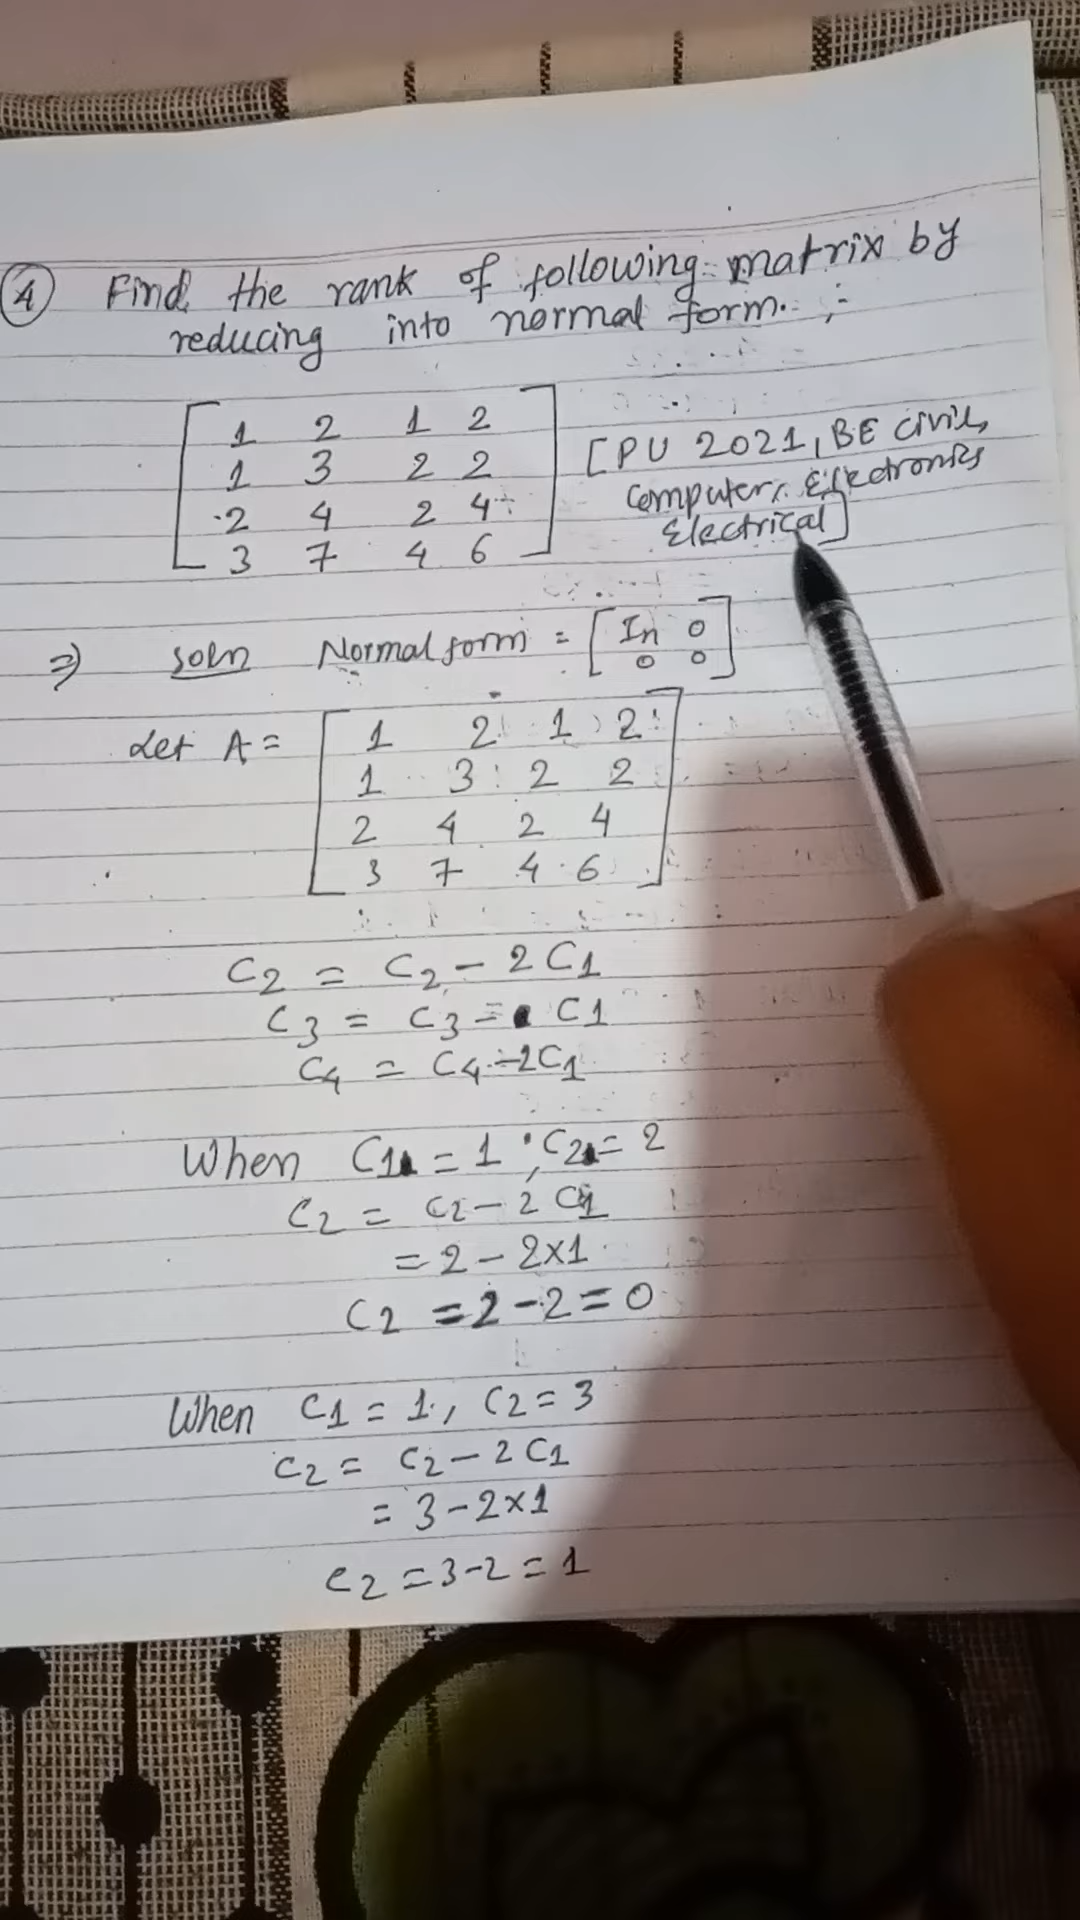 ④ Find the rank of following matrix by
reducing into normal form. :-
1 2 1 2
1 3 2 2
2 4 2 4
3 7 4 6
[PU 2021, BE civil,
computer, Electronics
Electrical]
⇒ Soln Normal form = [In 0
0 0]
Let A = 1 2 1 2
1 3 2 2
2 4 2 4
3 7 4 6
C2 = C2 - 2C1
C3 = C3 - C1
C4 = C4 - 2C1
When C1 = 1, C2 = 2
C2 = C2 - 2C1
= 2 - 2×1
C2 = 2 - 2 = 0
When C1 = 1, C2 = 3
C2 = C2 - 2C1
= 3 - 2×1
C2 = 3 - 2 = 1